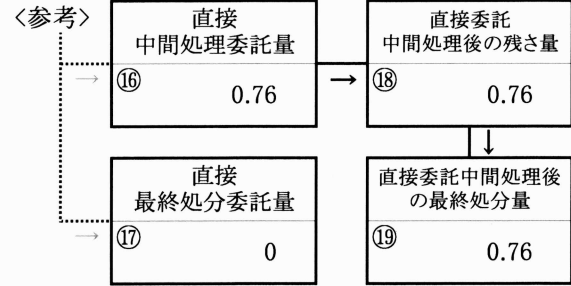 〈参考〉
直接
中間処理委託量
⑯
0.76
→
直接委託
中間処理後の残さ量
⑱
0.76
直接
最終処分委託量
⑰
0
直接委託中間処理後
の最終処分量
⑲
0.76